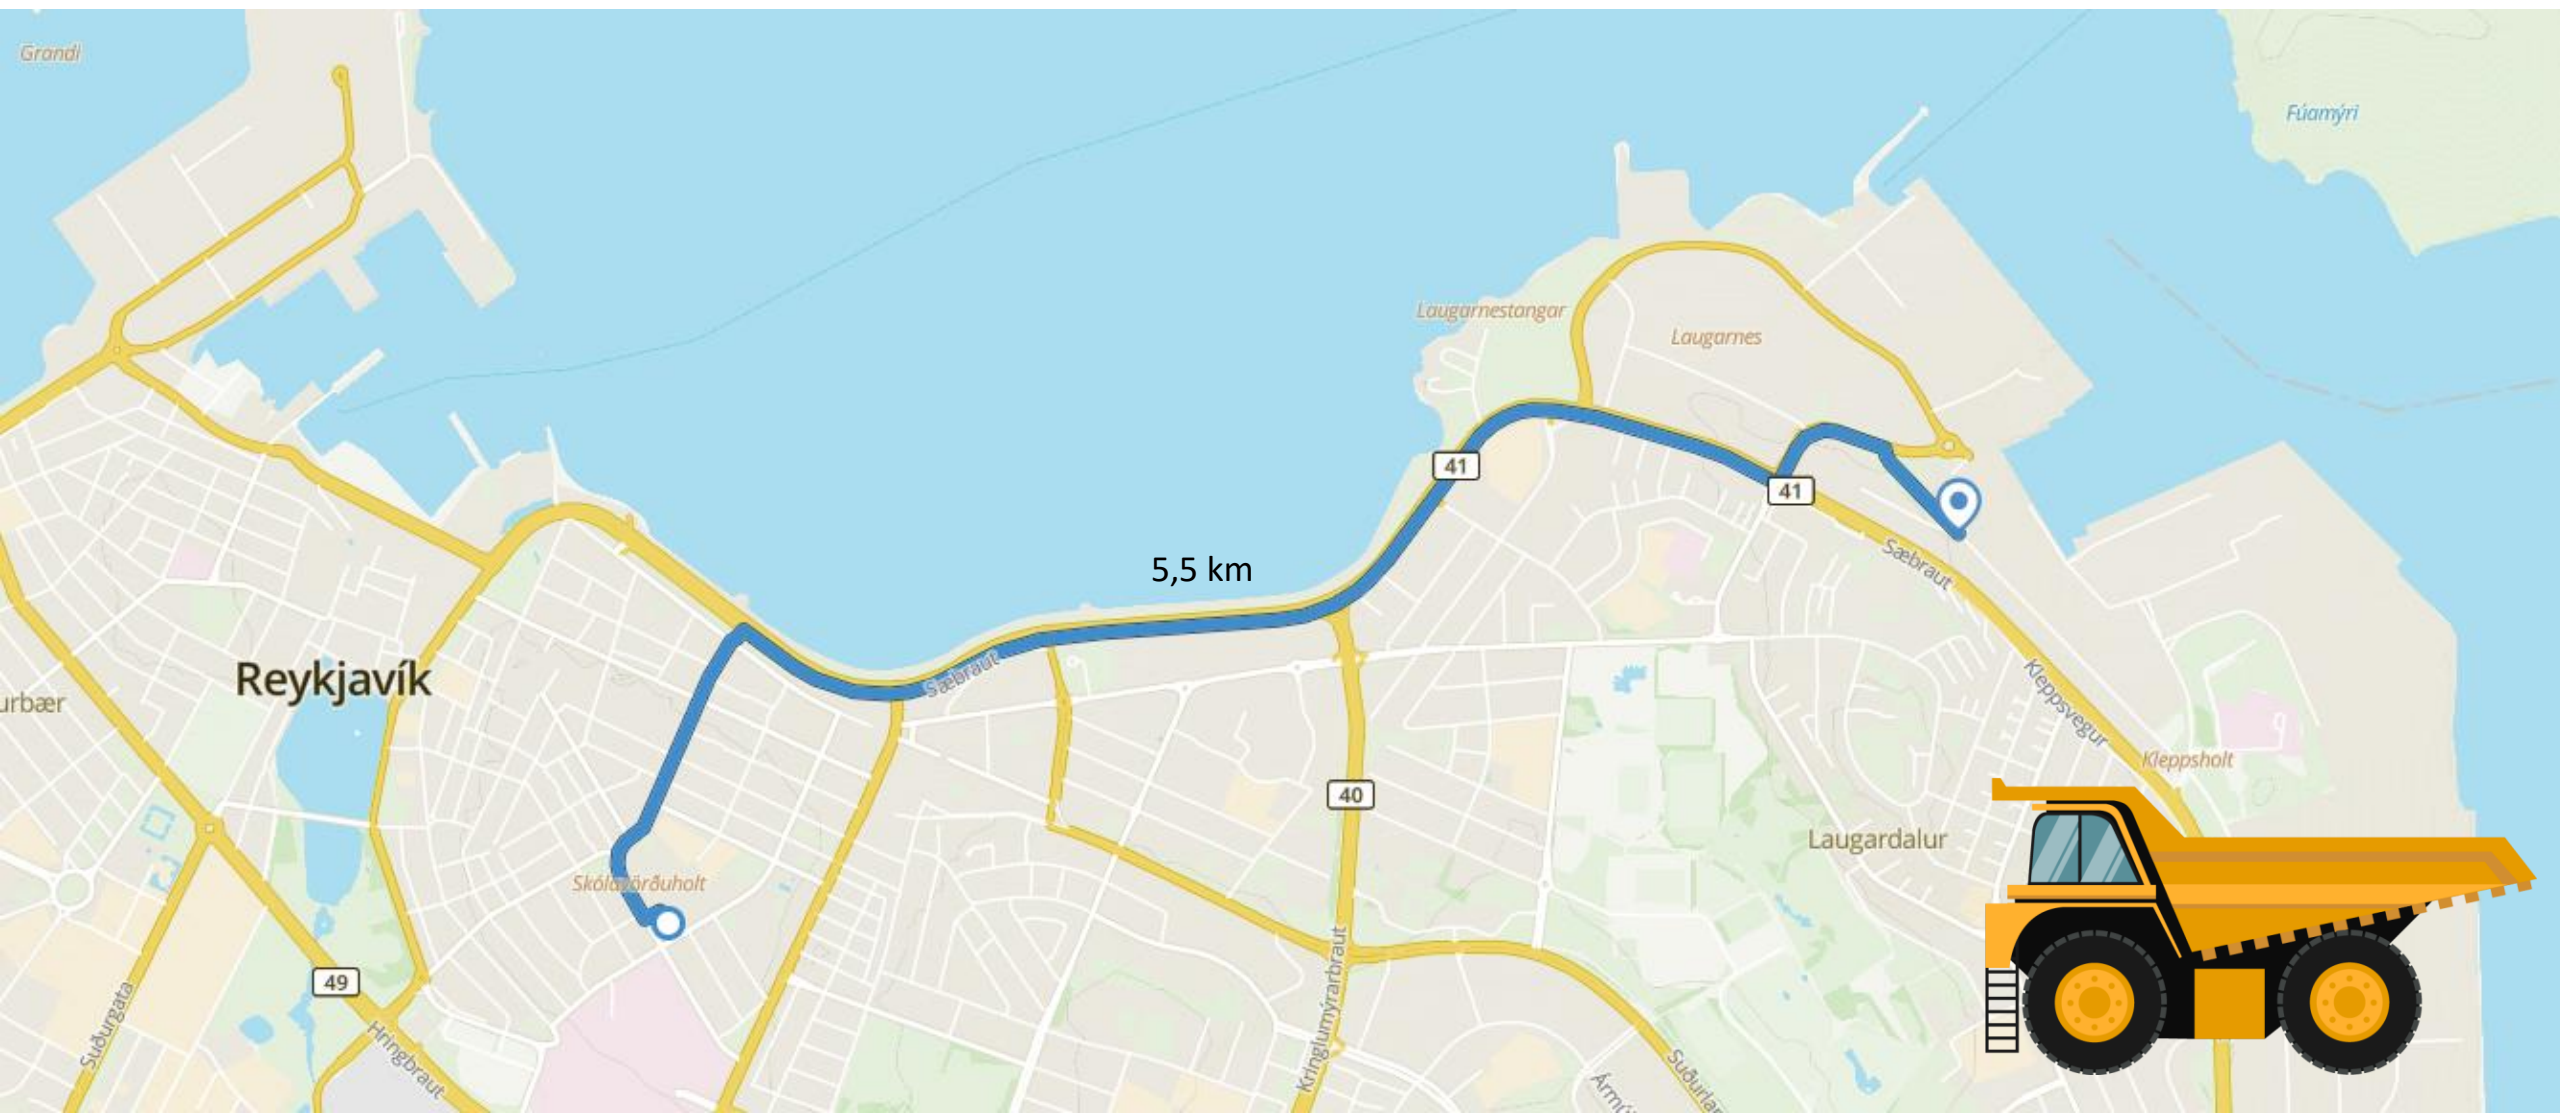 Grandi
Fúamýri
Laugarnestangar
Laugarnes
41
41
5,5 km
Sæbraut
Sæbraut
Reykjavík
urbær
Kleppsvegur
Kleppsholt
40
Laugardalur
Skólavörðuholt
49
Suðurgata
Hringbraut
Kringlumýrarbraut
Suðurlan
Ármú